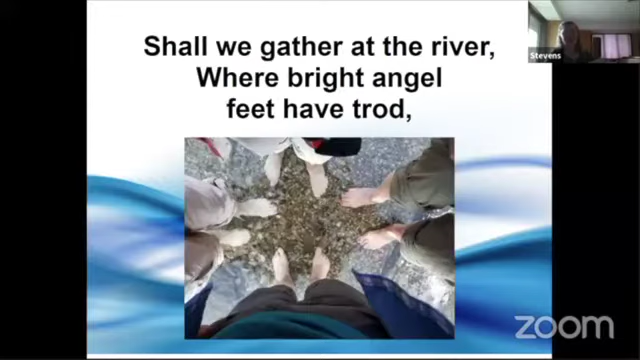 Shall we gather at the river,
Where bright angel
feet have trod,
Stevens
zoom